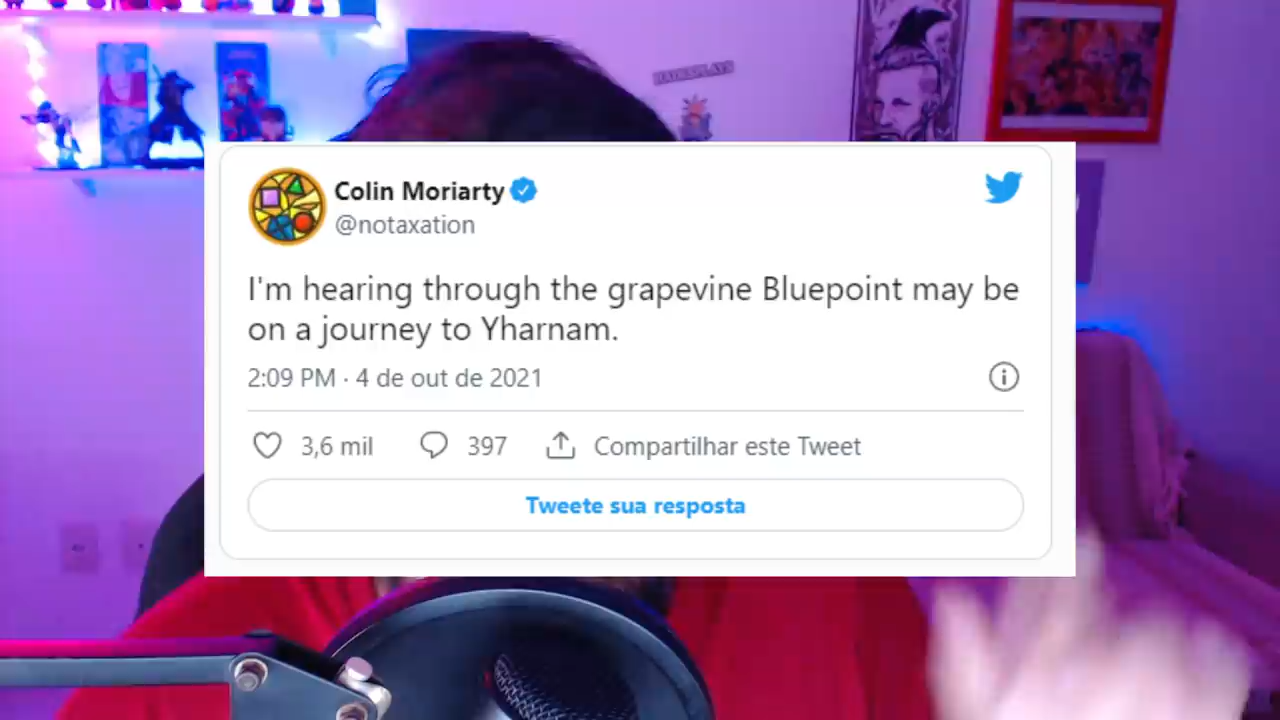 Colin Moriarty
@notaxation
I'm hearing through the grapevine Bluepoint may be
on a journey to Yharnam.
2:09 PM · 4 de out de 2021
3,6 mil 397 Compartilhar este Tweet
Tweete sua resposta